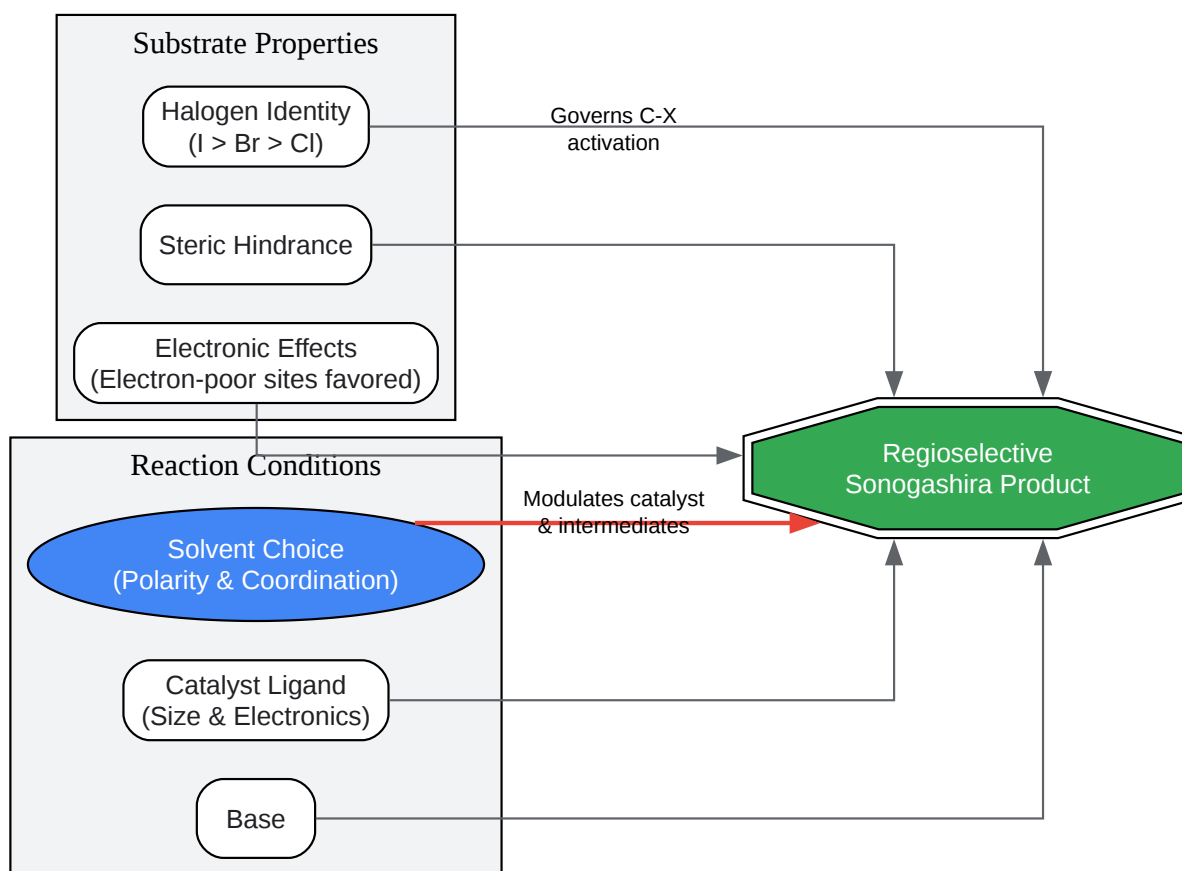 Substrate Properties
Halogen Identity
(I > Br > Cl)
Governs C-X
activation
Steric Hindrance
Electronic Effects
(Electron-poor sites favored)
Reaction Conditions
Regioselective
Sonogashira Product
Modulates catalyst
& intermediates
Solvent Choice
(Polarity & Coordination)
Catalyst Ligand
(Size & Electronics)
Base